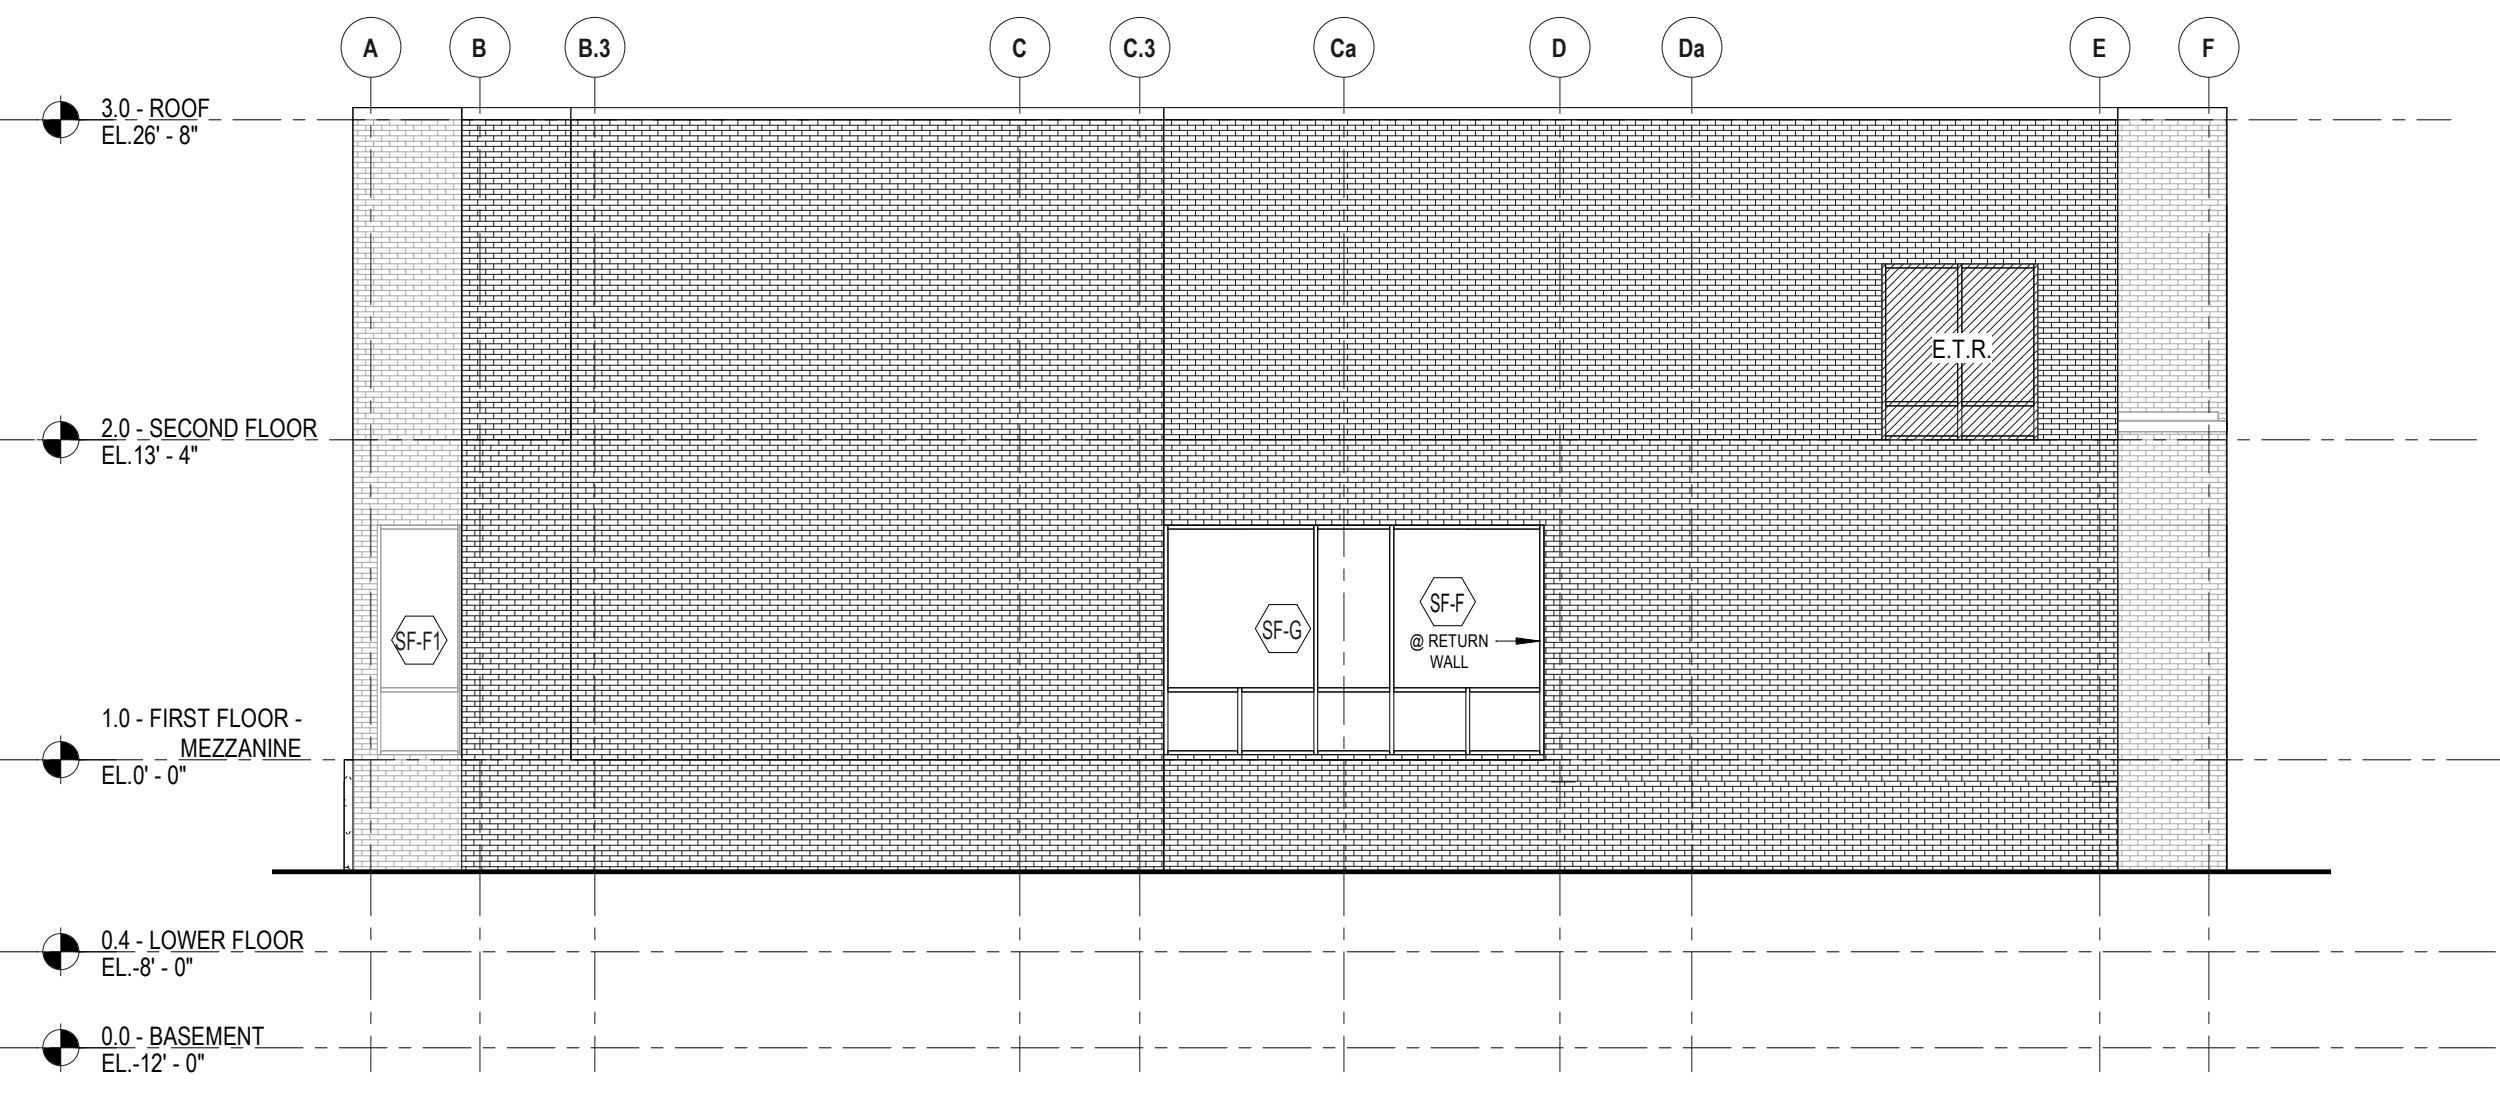 A B B.3 C C.3 Ca D Da E F
3.0 - ROOF
EL.26' - 8"
E.T.R.
2.0 - SECOND FLOOR
EL.13' - 4"
SF-F
SF-G
SF-F1
@ RETURN
WALL
1.0 - FIRST FLOOR -
MEZZANINE
EL.0' - 0"
0.4 - LOWER FLOOR
EL.-8' - 0"
0.0 - BASEMENT
EL.-12' - 0"